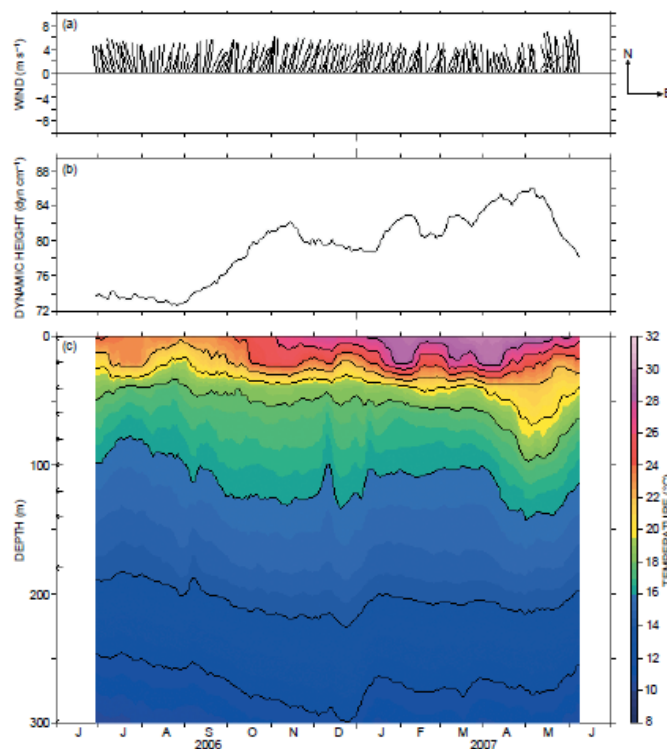 (a)
WIND (m s⁻¹)
8
4
0
−4
−8
N
E
(b)
DYNAMIC HEIGHT (dyn cm⁻¹)
88
84
80
76
72
(c)
DEPTH (m)
0
100
200
300
J J A S O N D J F M A M J
2006 2007
32
30
28
26
24
22
20
18
16
14
12
10
8
TEMPERATURE (°C)